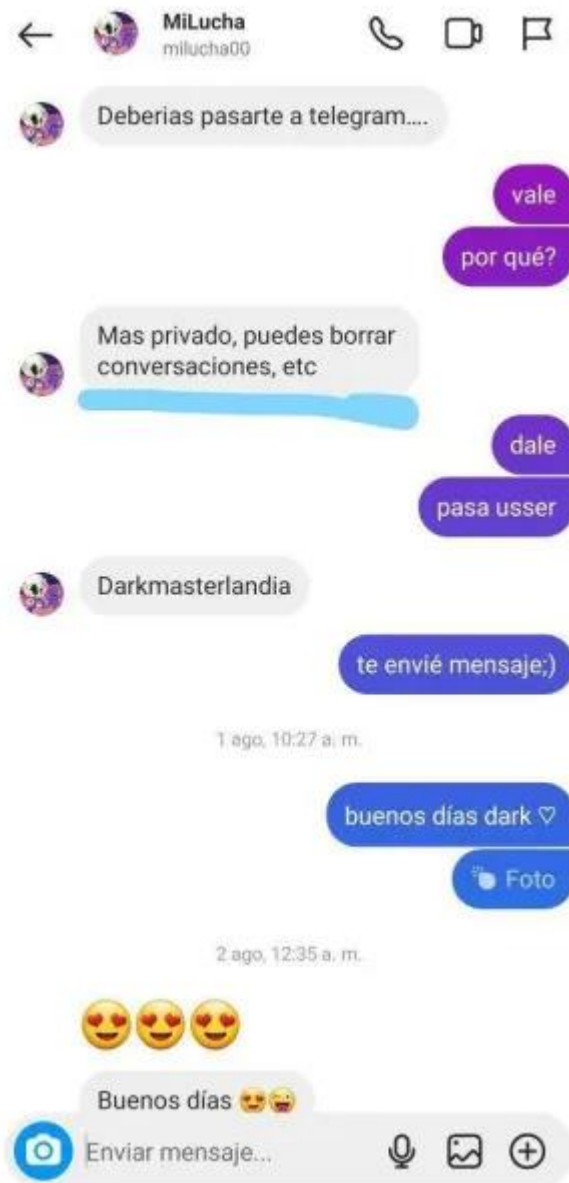 MiLucha
milucha00
Deberias pasarte a telegram....
vale
por qué?
Mas privado, puedes borrar
conversaciones, etc
dale
pasa usser
Darkmasterlandia
te envié mensaje;)
1 ago, 10:27 a. m.
buenos días dark ♡
Foto
2 ago, 12:35 a. m.
😍😍😍
Buenos días 😍😜
Enviar mensaje...